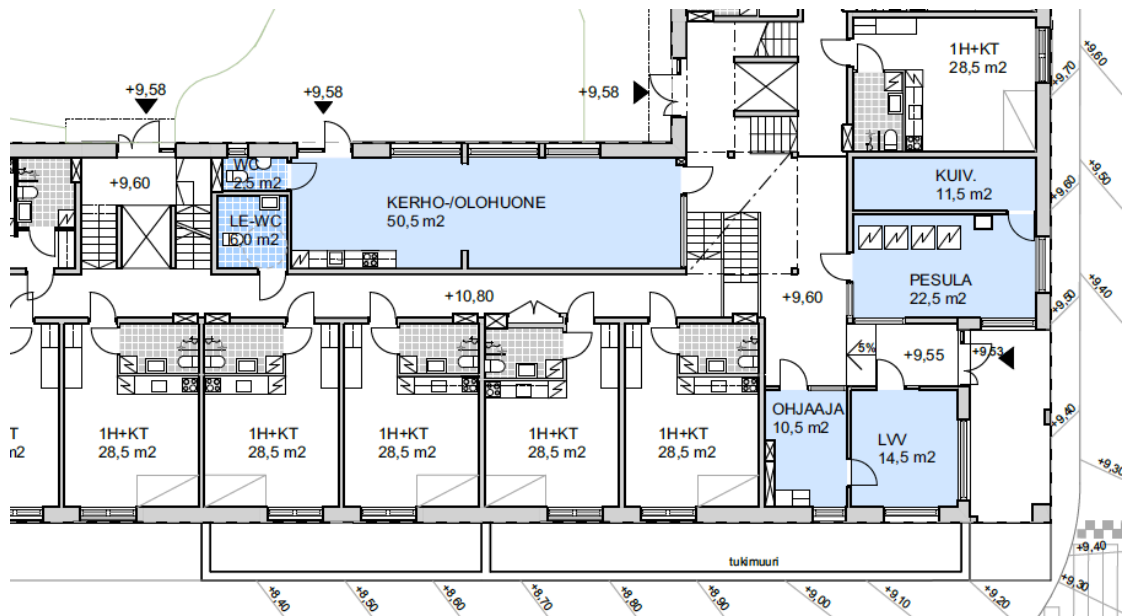 1H+KT
28,5 m2
+9,60
+9,70
+9,58
+9,58
+9,58
+9,60
WC
2,5 m2
KERHO-/OLOHUONE
50,5 m2
LE-WC
6,0 m2
KUIV.
11,5 m2
+9,50
+9,60
PESULA
22,5 m2
+10,80
+9,60
+9,40
+9,50
5%
+9,55
+9,53
T
m2
1H+KT
28,5 m2
1H+KT
28,5 m2
1H+KT
28,5 m2
1H+KT
28,5 m2
1H+KT
28,5 m2
OHJAAJA
10,5 m2
LVV
14,5 m2
+9,40
+9,30
tukimuuri
+9,40
+9,30
+8,40
+8,50
+8,60
+8,70
+8,80
+8,90
+9,00
+9,10
+9,20